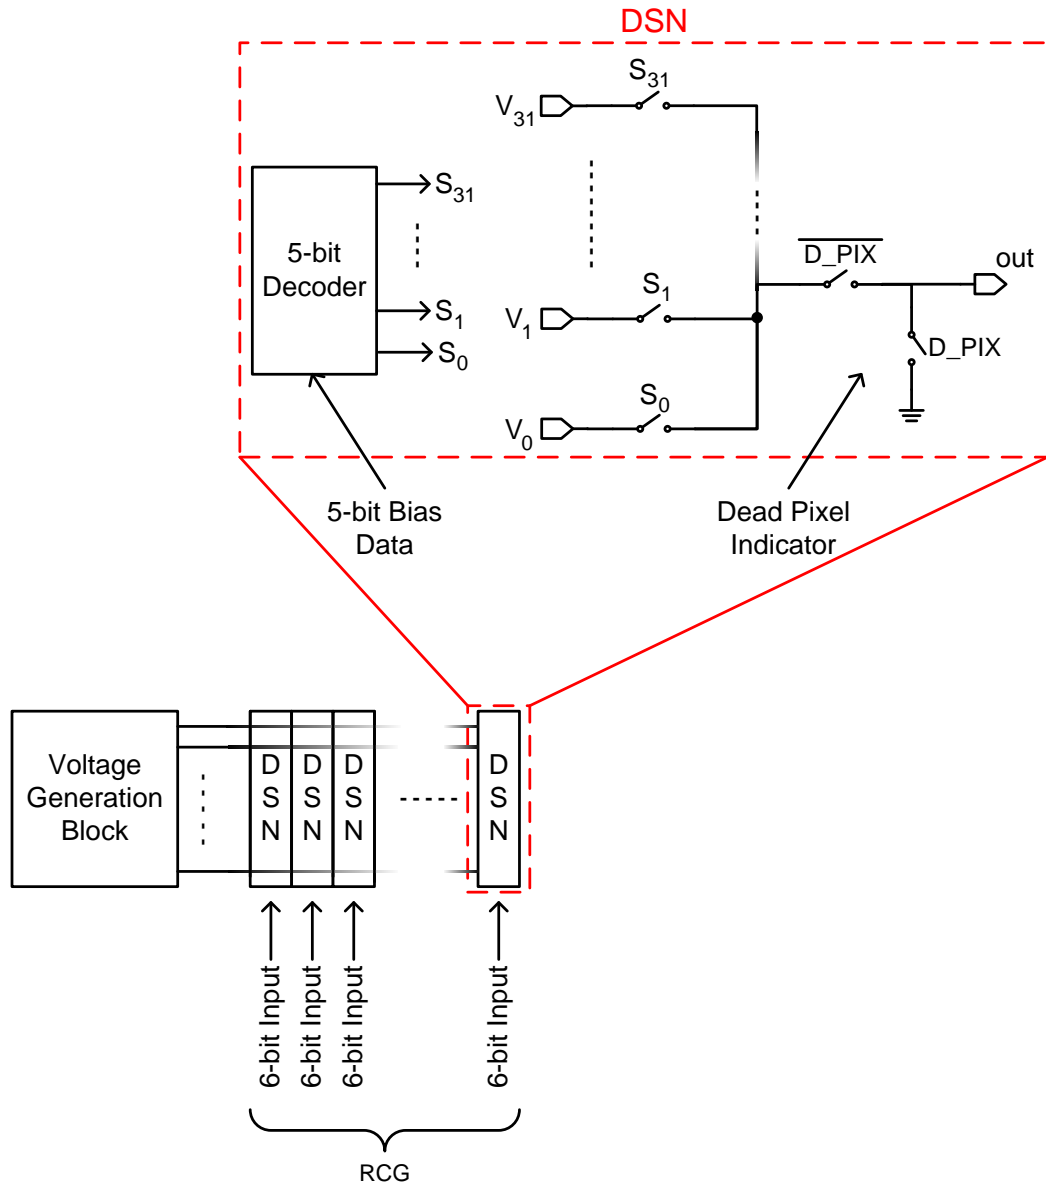 DSN
S31
V31
S31
5-bit
Decoder
D_PIX
out
S1
S1
V1
S0
D_PIX
S0
V0
5-bit Bias
Data
Dead Pixel
Indicator
Voltage
Generation
Block
D
S
N
D
S
N
D
S
N
D
S
N
6-bit Input
6-bit Input
6-bit Input
6-bit Input
RCG